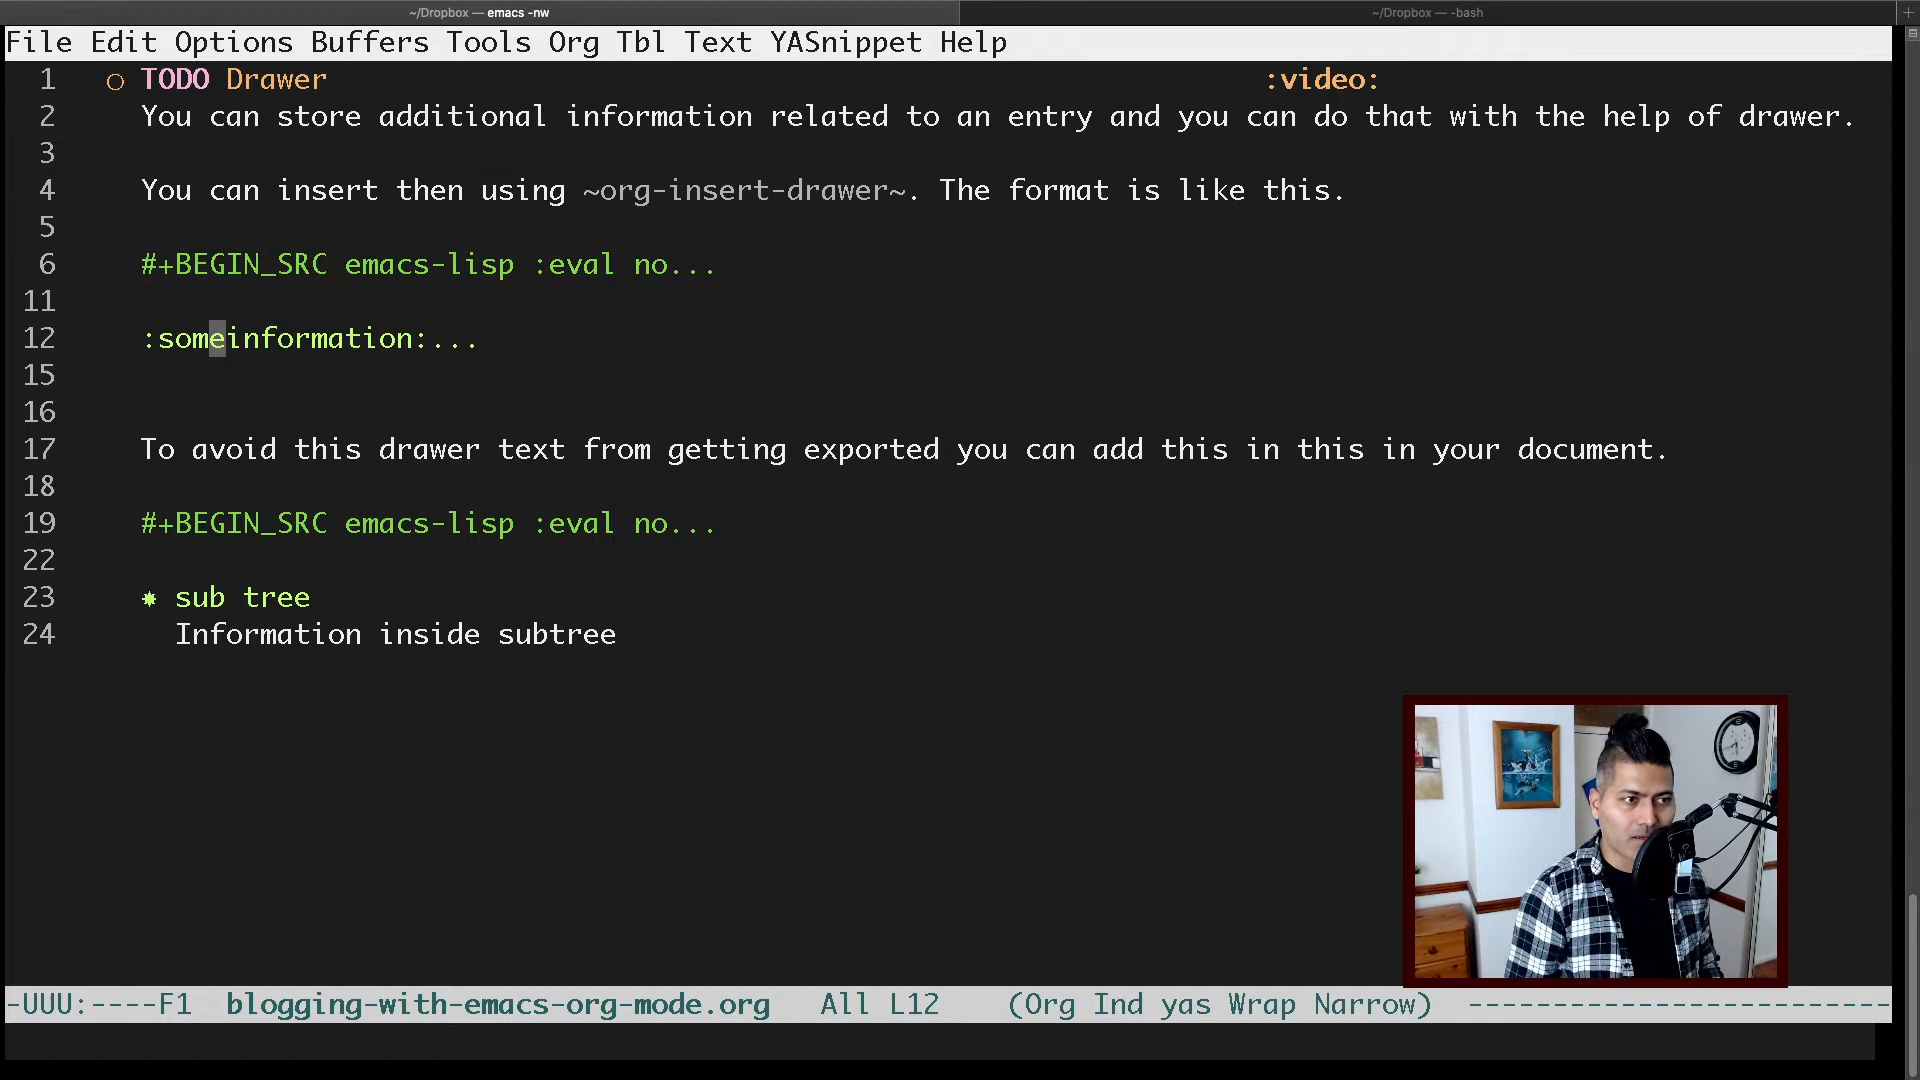 ~/Dropbox — emacs -nw
~/Dropbox — -bash
+
File Edit Options Buffers Tools Org Tbl Text YASnippet Help
1 ○ TODO Drawer :video:
2 You can store additional information related to an entry and you can do that with the help of drawer.
3
4 You can insert then using ~org-insert-drawer~. The format is like this.
5
6 #+BEGIN_SRC emacs-lisp :eval no...
11
12 :someinformation:...
15
16
17 To avoid this drawer text from getting exported you can add this in this in your document.
18
19 #+BEGIN_SRC emacs-lisp :eval no...
22
23 ✸ sub tree
24 Information inside subtree
-UUU:----F1 blogging-with-emacs-org-mode.org All L12 (Org Ind yas Wrap Narrow) -------------------------